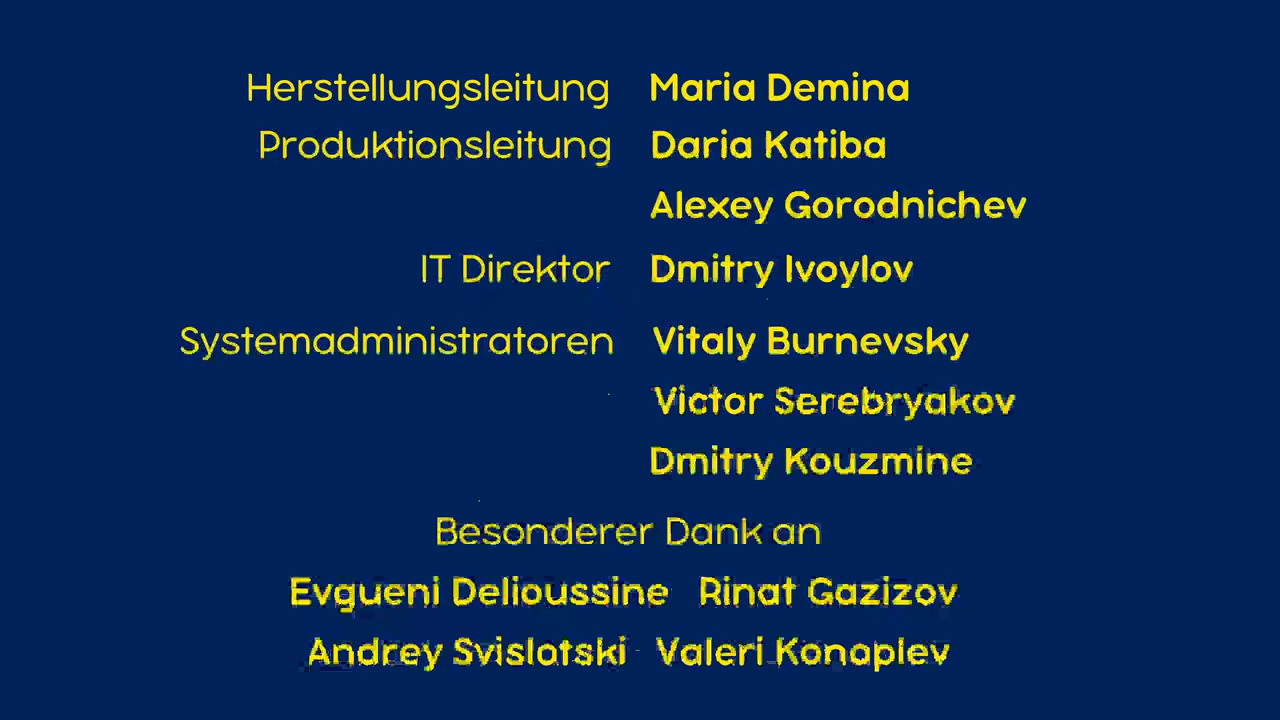 Herstellungsleitung Maria Demina
Produktionsleitung Daria Katiba
Alexey Gorodnichev
IT Direktor Dmitry Ivoylov
Systemadministratoren Vitaly Burnevsky
Victor Serebryakov
Dmitry Kouzmine
Besonderer Dank an
Evgueni Delioussine Rinat Gazizov
Andrey Svislotski Valeri Konoplev